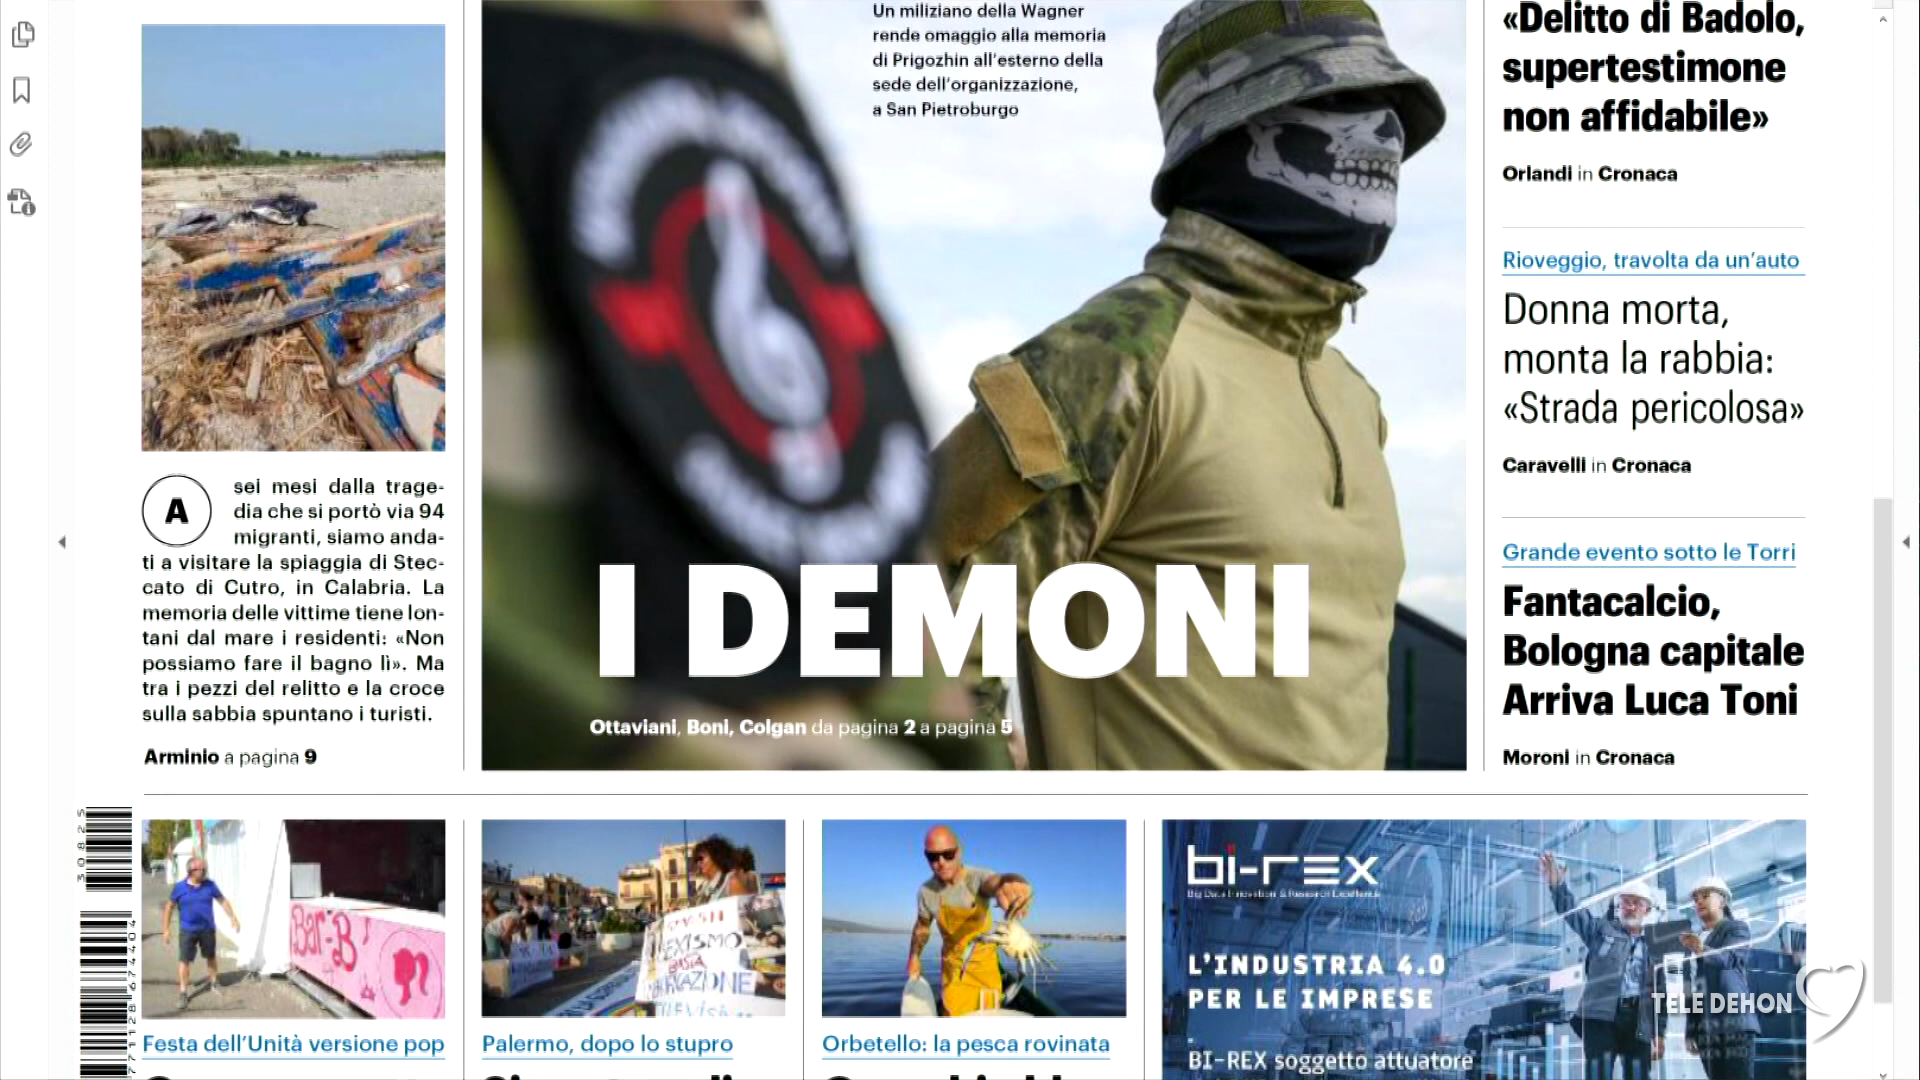 Un miliziano della Wagner
rende omaggio alla memoria
di Prigozhin all'esterno della
sede dell'organizzazione,
a San Pietroburgo
A
sei mesi dalla trage-
dia che si portò via 94
migranti, siamo anda-
ti a visitare la spiaggia di Stec-
cato di Cutro, in Calabria. La
memoria delle vittime tiene lon-
tani dal mare i residenti: «Non
possiamo fare il bagno lì». Ma
tra i pezzi del relitto e la croce
sulla sabbia spuntano i turisti.
Arminio a pagina 9
I DEMONI
Ottaviani, Boni, Colgan da pagina 2 a pagina 5
«Delitto di Badolo,
supertestimone
non affidabile»
Orlandi in Cronaca
Rioveggio, travolta da un'auto
Donna morta,
monta la rabbia:
«Strada pericolosa»
Caravelli in Cronaca
Grande evento sotto le Torri
Fantacalcio,
Bologna capitale
Arriva Luca Toni
Moroni in Cronaca
30825
771128674404
Bar-B
Festa dell'Unità versione pop
Palermo, dopo lo stupro
Orbetello: la pesca rovinata
bi-rex
Big Data Innovation & Research Excellence
L'INDUSTRIA 4.0
PER LE IMPRESE
BI-REX soggetto attuatore
TELE DEHON